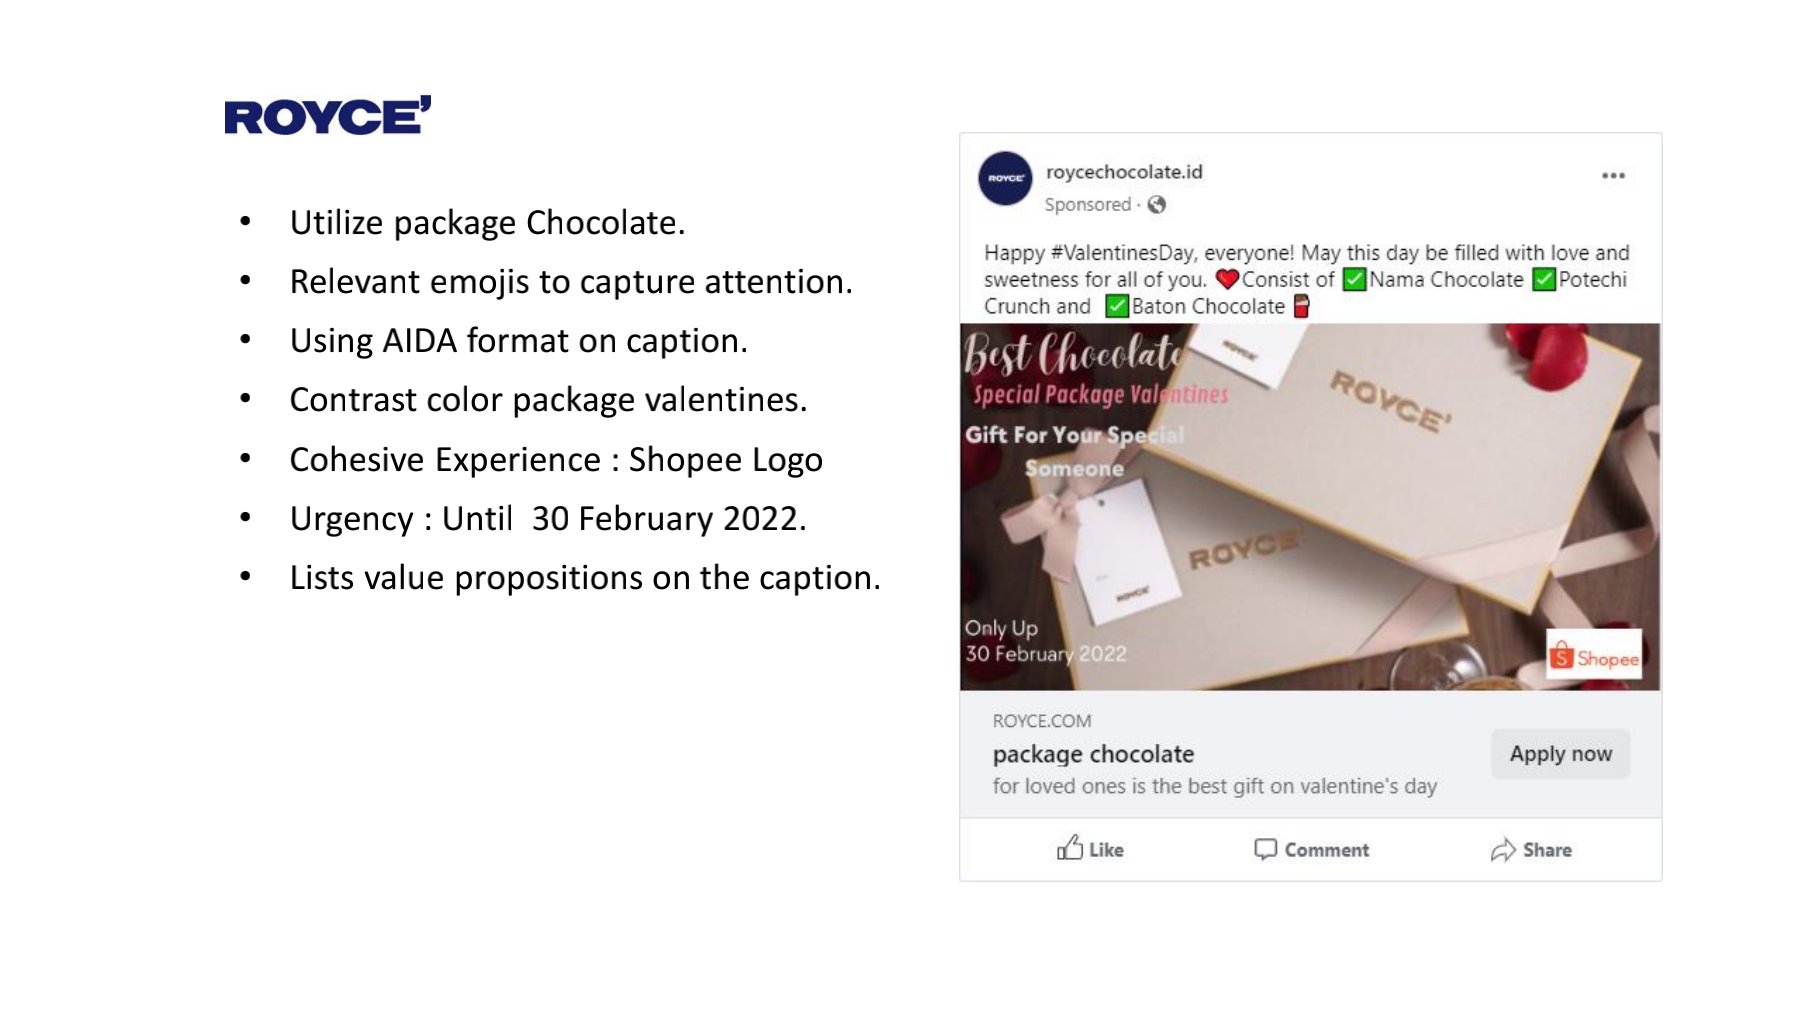 ROYCE'
• Utilize package Chocolate.
• Relevant emojis to capture attention.
• Using AIDA format on caption.
• Contrast color package valentines.
• Cohesive Experience : Shopee Logo
• Urgency : Until 30 February 2022.
• Lists value propositions on the caption.
ROYCE'
roycechocolate.id
Sponsored ·
Happy #ValentinesDay, everyone! May this day be filled with love and
sweetness for all of you. ❤️Consist of ✅Nama Chocolate ✅Potechi
Crunch and ✅Baton Chocolate 🍫
Best Chocolate
Special Package Valentines
Gift For Your Special
Someone
ROYCE'
ROYCE'
ROYCE'
ROYCE'
Only Up
30 February 2022
S Shopee
ROYCE.COM
package chocolate
for loved ones is the best gift on valentine's day
Apply now
Like
Comment
Share